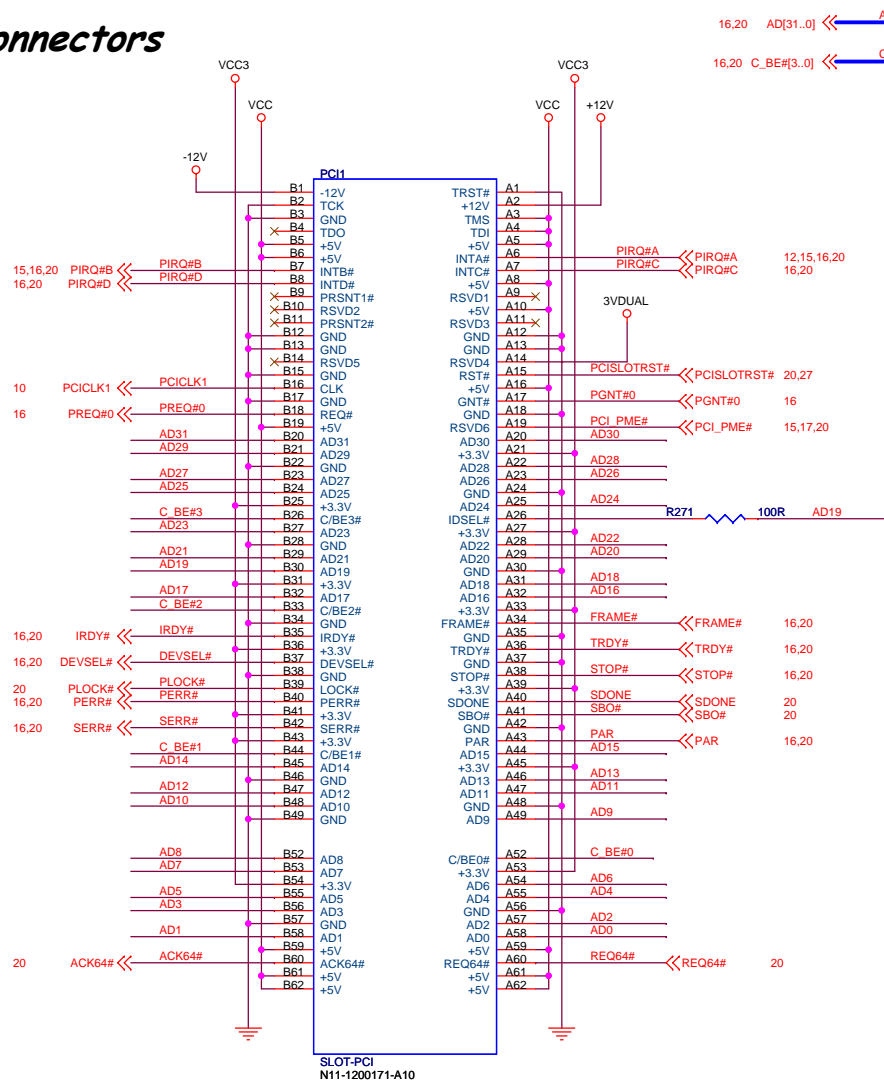 onnectors
16,20 AD[31..0]
16,20 C_BE#[3..0]
VCC3 VCC -12V
VCC3 VCC +12V
PCI1
B1 -12V TRST# A1
B2 TCK +12V A2
B3 GND TMS A3
B4 TDO TDI A4
B5 +5V +5V A5
B6 +5V INTA# A6 PIRQ#A PIRQ#A 12,15,16,20
15,16,20 PIRQ#B PIRQ#B B7 INTB# INTC# A7 PIRQ#C PIRQ#C 16,20
16,20 PIRQ#D PIRQ#D B8 INTD# +5V A8
B9 PRSNT1# RSVD1 A9
B10 RSVD2 +5V A10 3VDUAL
B11 PRSNT2# RSVD3 A11
B12 GND GND A12
B13 GND GND A13
B14 RSVD5 RSVD4 A14
B15 GND RST# A15 PCISLOTRST# PCISLOTRST# 20,27
10 PCICLK1 PCICLK1 B16 CLK +5V A16
B17 GND GNT# A17 PGNT#0 PGNT#0 16
16 PREQ#0 PREQ#0 B18 REQ# GND A18
B19 +5V RSVD6 A19 PCI_PME# PCI_PME# 15,17,20
AD31 B20 AD31 AD30 A20 AD30
AD29 B21 AD29 +3.3V A21
B22 GND AD28 A22 AD28
AD27 B23 AD27 AD26 A23 AD26
AD25 B24 AD25 GND A24
B25 +3.3V AD24 A25 AD24
C_BE#3 B26 C/BE3# IDSEL# A26 R271 100R AD19
AD23 B27 AD23 +3.3V A27
B28 GND AD22 A28 AD22
AD21 B29 AD21 AD20 A29 AD20
AD19 B30 AD19 GND A30
B31 +3.3V AD18 A31 AD18
AD17 B32 AD17 AD16 A32 AD16
C_BE#2 B33 C/BE2# +3.3V A33
B34 GND FRAME# A34 FRAME# FRAME# 16,20
16,20 IRDY# IRDY# B35 IRDY# GND A35
B36 +3.3V TRDY# A36 TRDY# TRDY# 16,20
16,20 DEVSEL# DEVSEL# B37 DEVSEL# GND A37
B38 GND STOP# A38 STOP# STOP# 16,20
20 PLOCK# PLOCK# B39 LOCK# +3.3V A39
16,20 PERR# PERR# B40 PERR# SDONE A40 SDONE SDONE 20
B41 +3.3V SBO# A41 SBO# SBO# 20
16,20 SERR# SERR# B42 SERR# GND A42
B43 +3.3V PAR A43 PAR PAR 16,20
C_BE#1 B44 C/BE1# AD15 A44 AD15
AD14 B45 AD14 +3.3V A45
B46 GND AD13 A46 AD13
AD12 B47 AD12 AD11 A47 AD11
AD10 B48 AD10 GND A48
B49 GND AD9 A49 AD9
AD8 B52 AD8 C/BE0# A52 C_BE#0
AD7 B53 AD7 +3.3V A53
B54 +3.3V AD6 A54 AD6
AD5 B55 AD5 AD4 A55 AD4
AD3 B56 AD3 GND A56
B57 GND AD2 A57 AD2
AD1 B58 AD1 AD0 A58 AD0
B59 +5V +5V A59
20 ACK64# ACK64# B60 ACK64# REQ64# A60 REQ64# REQ64# 20
B61 +5V +5V A61
B62 +5V +5V A62
SLOT-PCI
N11-1200171-A10